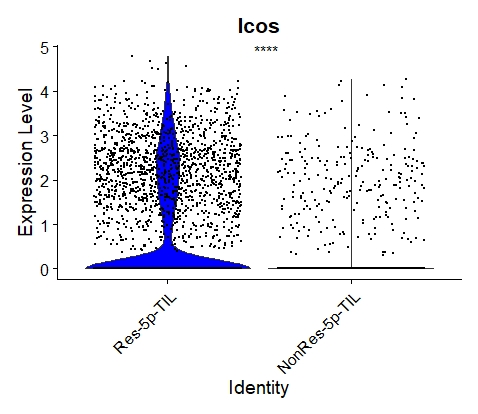 Icos
****
Expression Level
5
4
3
2
1
0
Res-5p-TIL
NonRes-5p-TIL
Identity